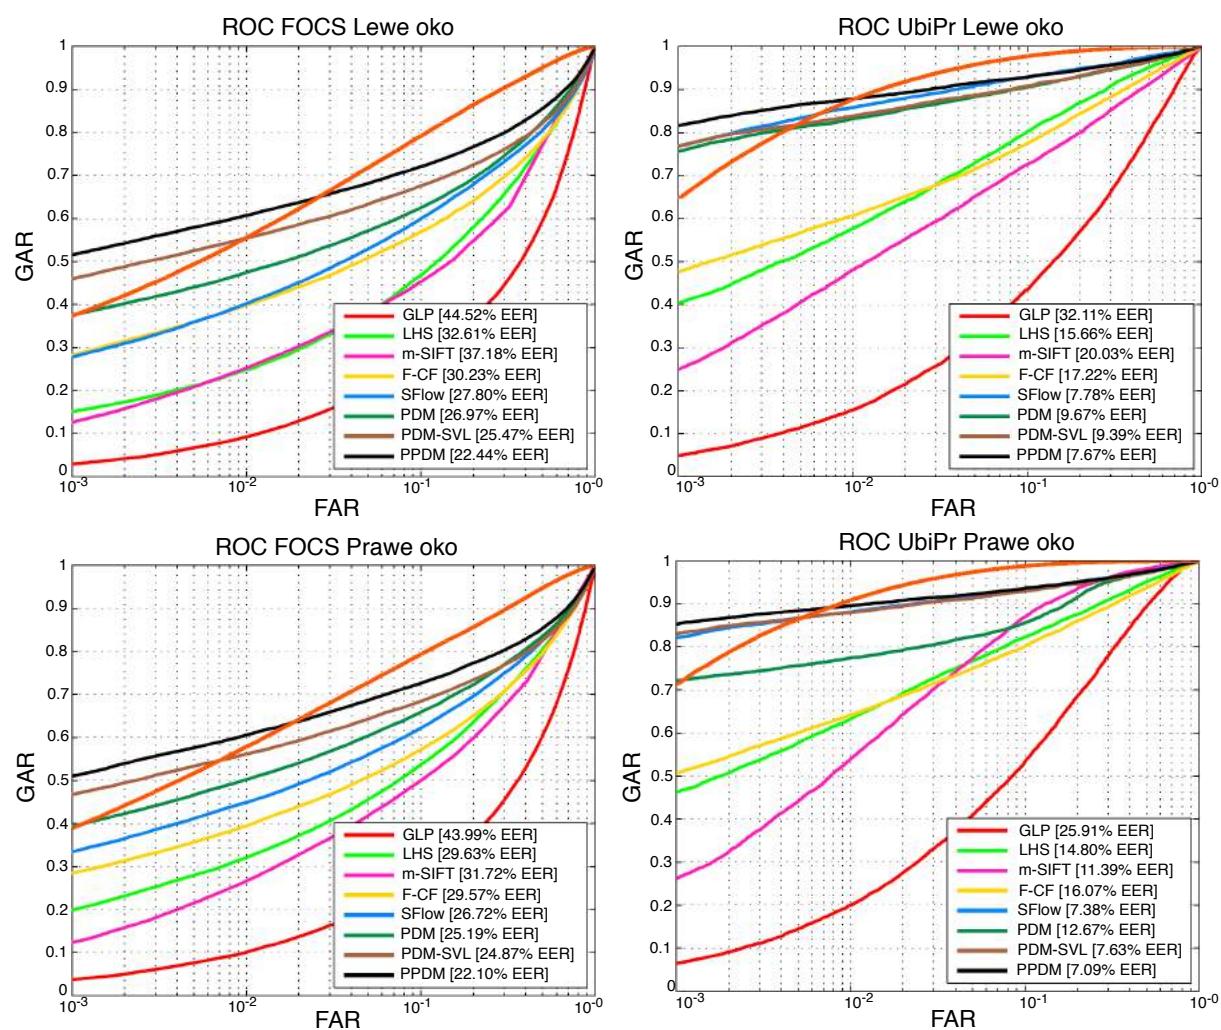 ROC FOCS Lewe oko
1
0.9
0.8
0.7
0.6
0.5
0.4
0.3
0.2
0.1
0
GAR
GLP [44.52% EER]
LHS [32.61% EER]
m-SIFT [37.18% EER]
F-CF [30.23% EER]
SFlow [27.80% EER]
PDM [26.97% EER]
PDM-SVL [25.47% EER]
PPDM [22.44% EER]
10-3
10-2
10-1
10-0
FAR
ROC UbiPr Lewe oko
1
0.9
0.8
0.7
0.6
0.5
0.4
0.3
0.2
0.1
0
GAR
GLP [32.11% EER]
LHS [15.66% EER]
m-SIFT [20.03% EER]
F-CF [17.22% EER]
SFlow [7.78% EER]
PDM [9.67% EER]
PDM-SVL [9.39% EER]
PPDM [7.67% EER]
10-3
10-2
10-1
10-0
FAR
ROC FOCS Prawe oko
1
0.9
0.8
0.7
0.6
0.5
0.4
0.3
0.2
0.1
0
GAR
GLP [43.99% EER]
LHS [29.63% EER]
m-SIFT [31.72% EER]
F-CF [29.57% EER]
SFlow [26.72% EER]
PDM [25.19% EER]
PDM-SVL [24.87% EER]
PPDM [22.10% EER]
10-3
10-2
10-1
10-0
FAR
ROC UbiPr Prawe oko
1
0.9
0.8
0.7
0.6
0.5
0.4
0.3
0.2
0.1
0
GAR
GLP [25.91% EER]
LHS [14.80% EER]
m-SIFT [11.39% EER]
F-CF [16.07% EER]
SFlow [7.38% EER]
PDM [12.67% EER]
PDM-SVL [7.63% EER]
PPDM [7.09% EER]
10-3
10-2
10-1
10-0
FAR